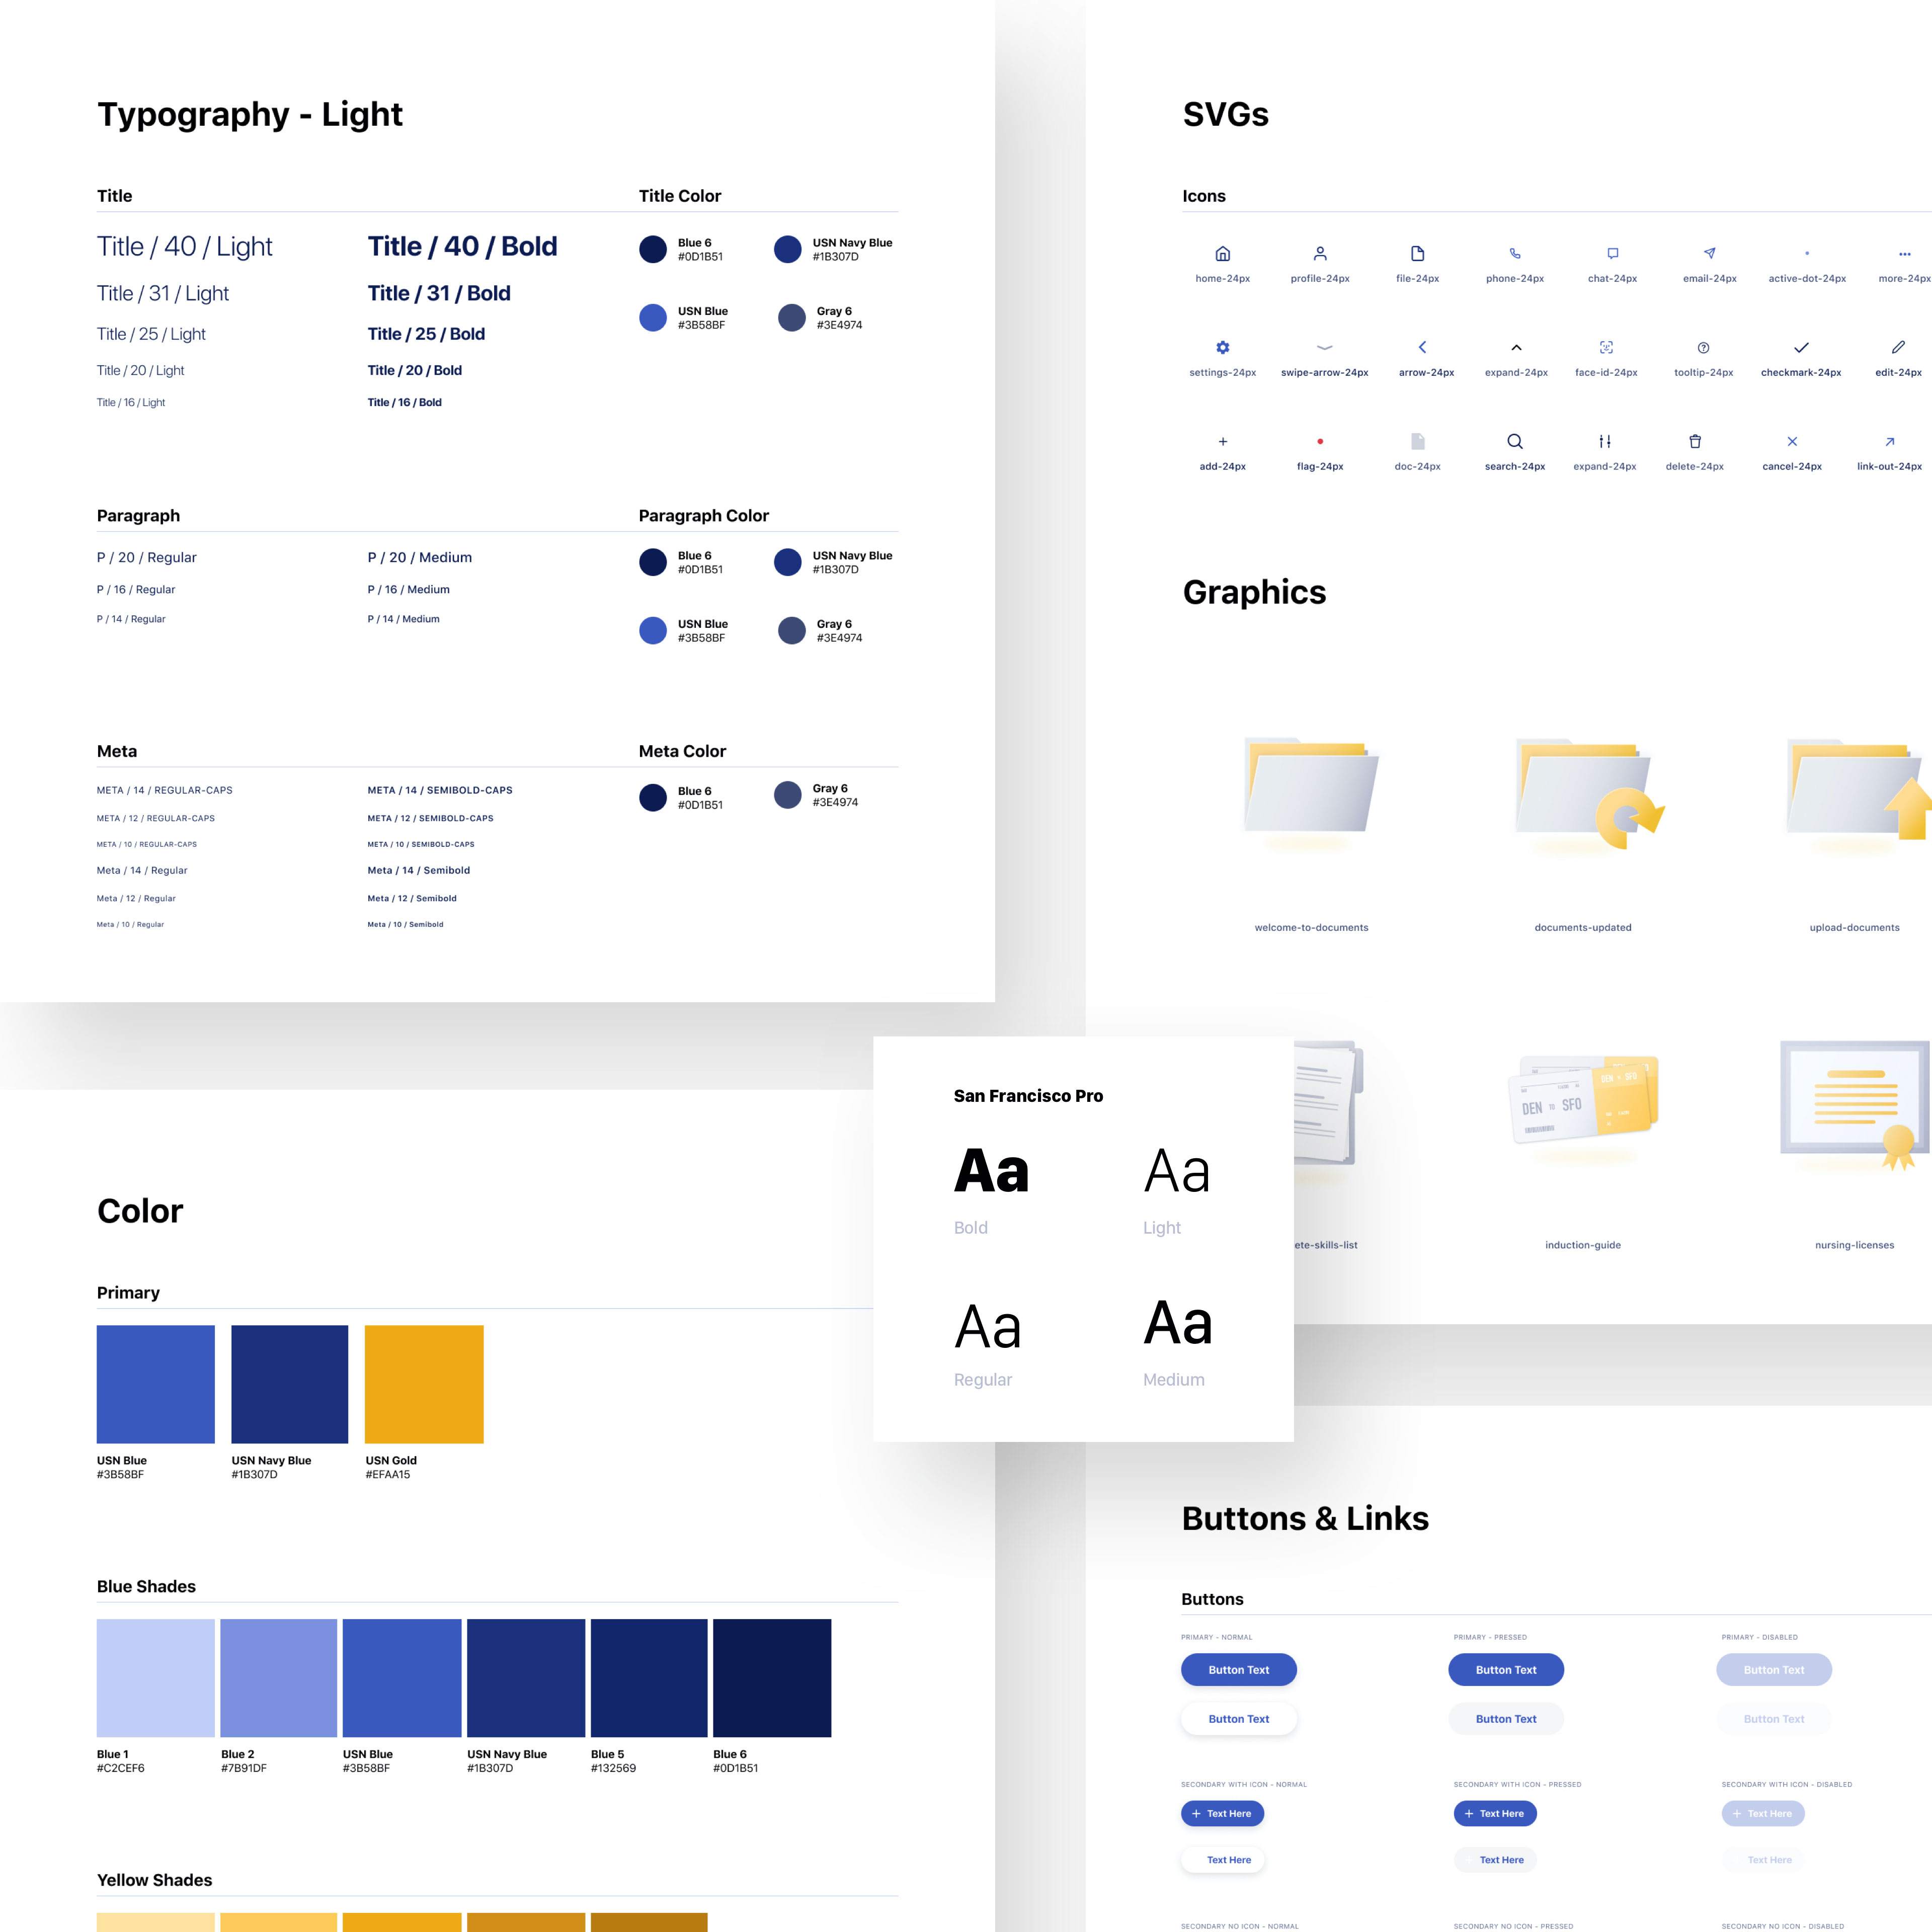 Typography - Light
Title
Title Color
Title / 40 / Light
Title / 40 / Bold
Title / 31 / Light
Title / 31 / Bold
Title / 25 / Light
Title / 25 / Bold
Title / 20 / Light
Title / 20 / Bold
Title / 16 / Light
Title / 16 / Bold
Blue 6
#0D1B51
USN Navy Blue
#1B307D
USN Blue
#3B58BF
Gray 6
#3E4974
Paragraph
Paragraph Color
P / 20 / Regular
P / 20 / Medium
P / 16 / Regular
P / 16 / Medium
P / 14 / Regular
P / 14 / Medium
Blue 6
#0D1B51
USN Navy Blue
#1B307D
USN Blue
#3B58BF
Gray 6
#3E4974
Meta
Meta Color
META / 14 / REGULAR-CAPS
META / 14 / SEMIBOLD-CAPS
META / 12 / REGULAR-CAPS
META / 12 / SEMIBOLD-CAPS
META / 10 / REGULAR-CAPS
META / 10 / SEMIBOLD-CAPS
Meta / 14 / Regular
Meta / 14 / Semibold
Meta / 12 / Regular
Meta / 12 / Semibold
Meta / 10 / Regular
Meta / 10 / Semibold
Blue 6
#0D1B51
Gray 6
#3E4974
SVGs
Icons
home-24px
profile-24px
file-24px
phone-24px
chat-24px
email-24px
active-dot-24px
more-24px
settings-24px
swipe-arrow-24px
arrow-24px
expand-24px
face-id-24px
tooltip-24px
checkmark-24px
edit-24px
add-24px
flag-24px
doc-24px
search-24px
expand-24px
delete-24px
cancel-24px
link-out-24px
Graphics
welcome-to-documents
documents-updated
upload-documents
DEN SFO
DEN TO SFO
ete-skills-list
induction-guide
nursing-licenses
San Francisco Pro
Aa
Bold
Aa
Light
Aa
Regular
Aa
Medium
Color
Primary
USN Blue
#3B58BF
USN Navy Blue
#1B307D
USN Gold
#EFAA15
Blue Shades
Blue 1
#C2CEF6
Blue 2
#7B91DF
USN Blue
#3B58BF
USN Navy Blue
#1B307D
Blue 5
#132569
Blue 6
#0D1B51
Yellow Shades
Buttons & Links
Buttons
PRIMARY - NORMAL
PRIMARY - PRESSED
PRIMARY - DISABLED
Button Text
Button Text
Button Text
Button Text
Button Text
Button Text
SECONDARY WITH ICON - NORMAL
SECONDARY WITH ICON - PRESSED
SECONDARY WITH ICON - DISABLED
+ Text Here
+ Text Here
+ Text Here
Text Here
Text Here
Text Here
SECONDARY NO ICON - NORMAL
SECONDARY NO ICON - PRESSED
SECONDARY NO ICON - DISABLED